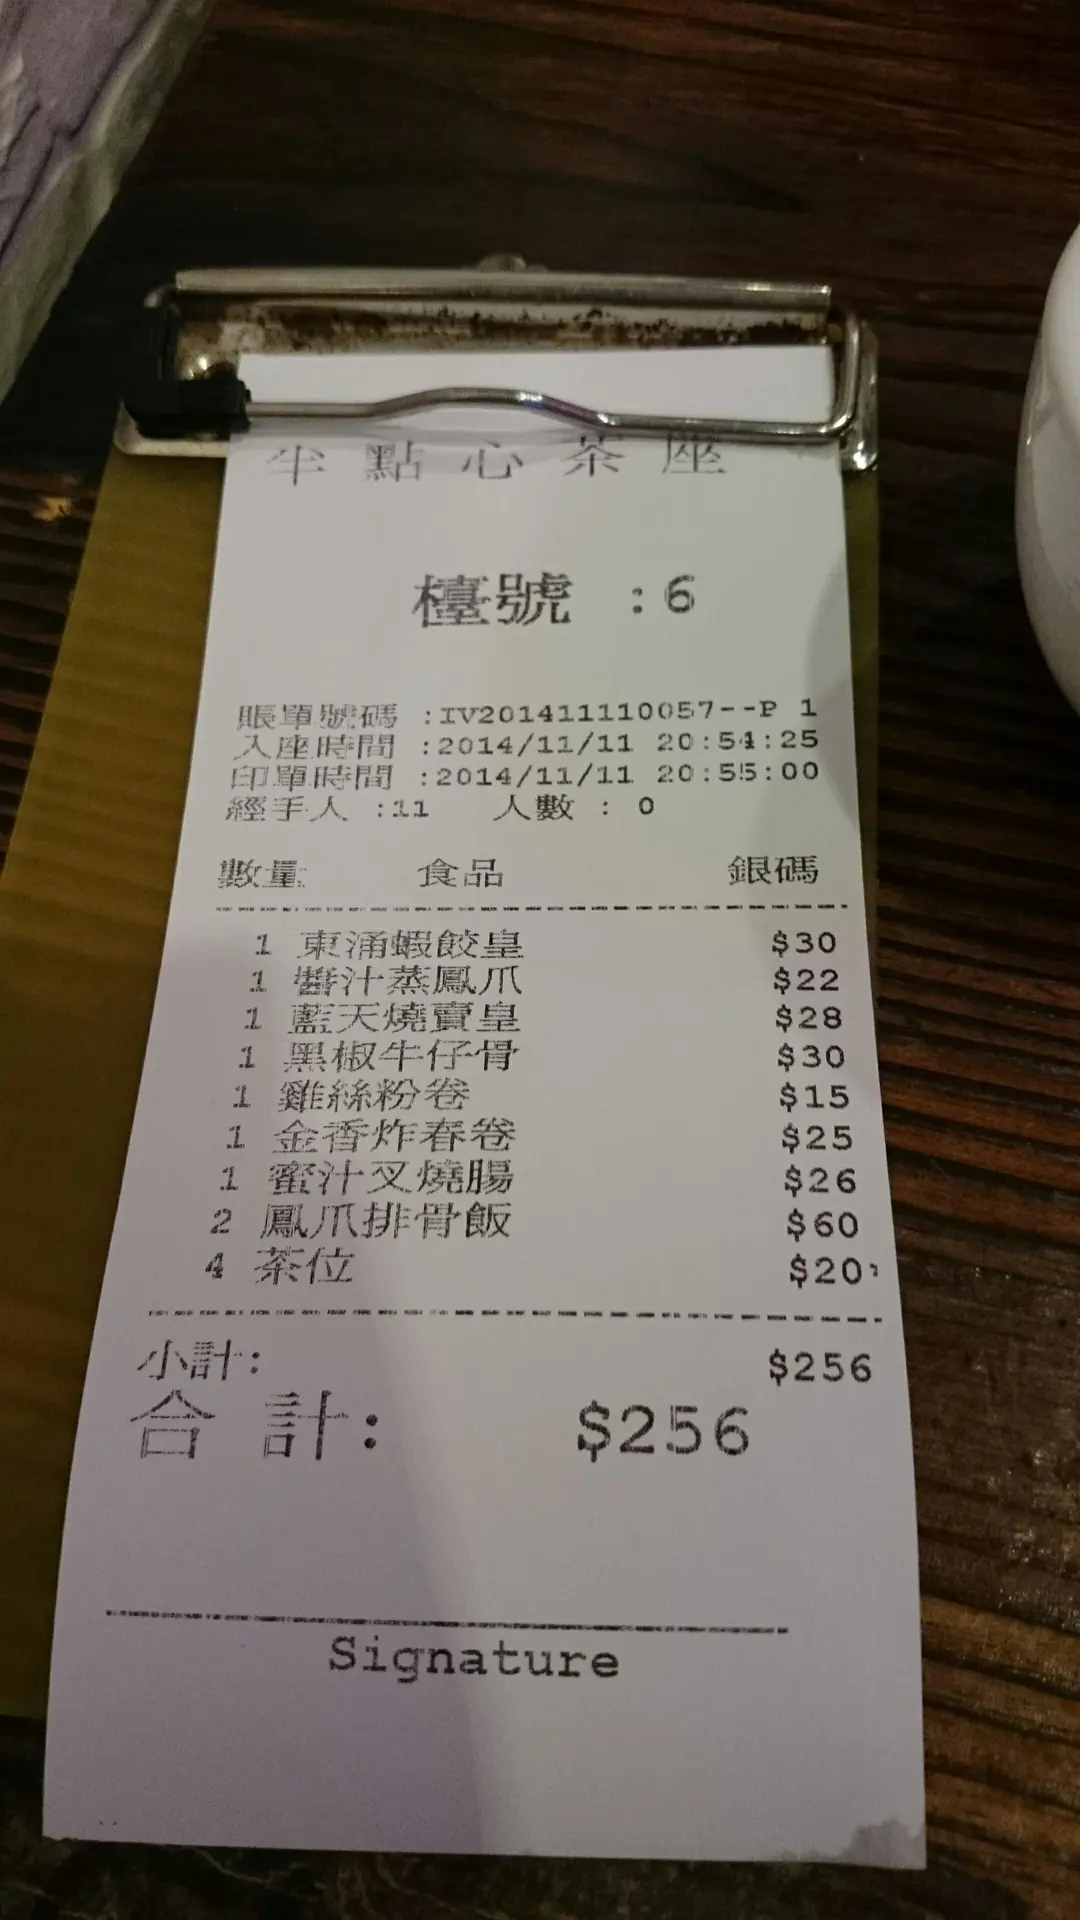 點心茶座
檯號 :6
賬單號碼 :IV201411110057--P 1
入座時間 :2014/11/11 20:54:25
印單時間 :2014/11/11 20:55:00
經手人 :11 人數 : 0
數量 食品 銀碼
1 東涌蝦餃皇 $30
1 醬汁蒸鳳爪 $22
1 藍天燒賣皇 $28
1 黑椒牛仔骨 $30
1 雞絲粉卷 $15
1 金香炸春卷 $25
1 蜜汁叉燒腸 $26
2 鳳爪排骨飯 $60
4 茶位 $20
小計: $256
合 計: $256
Signature